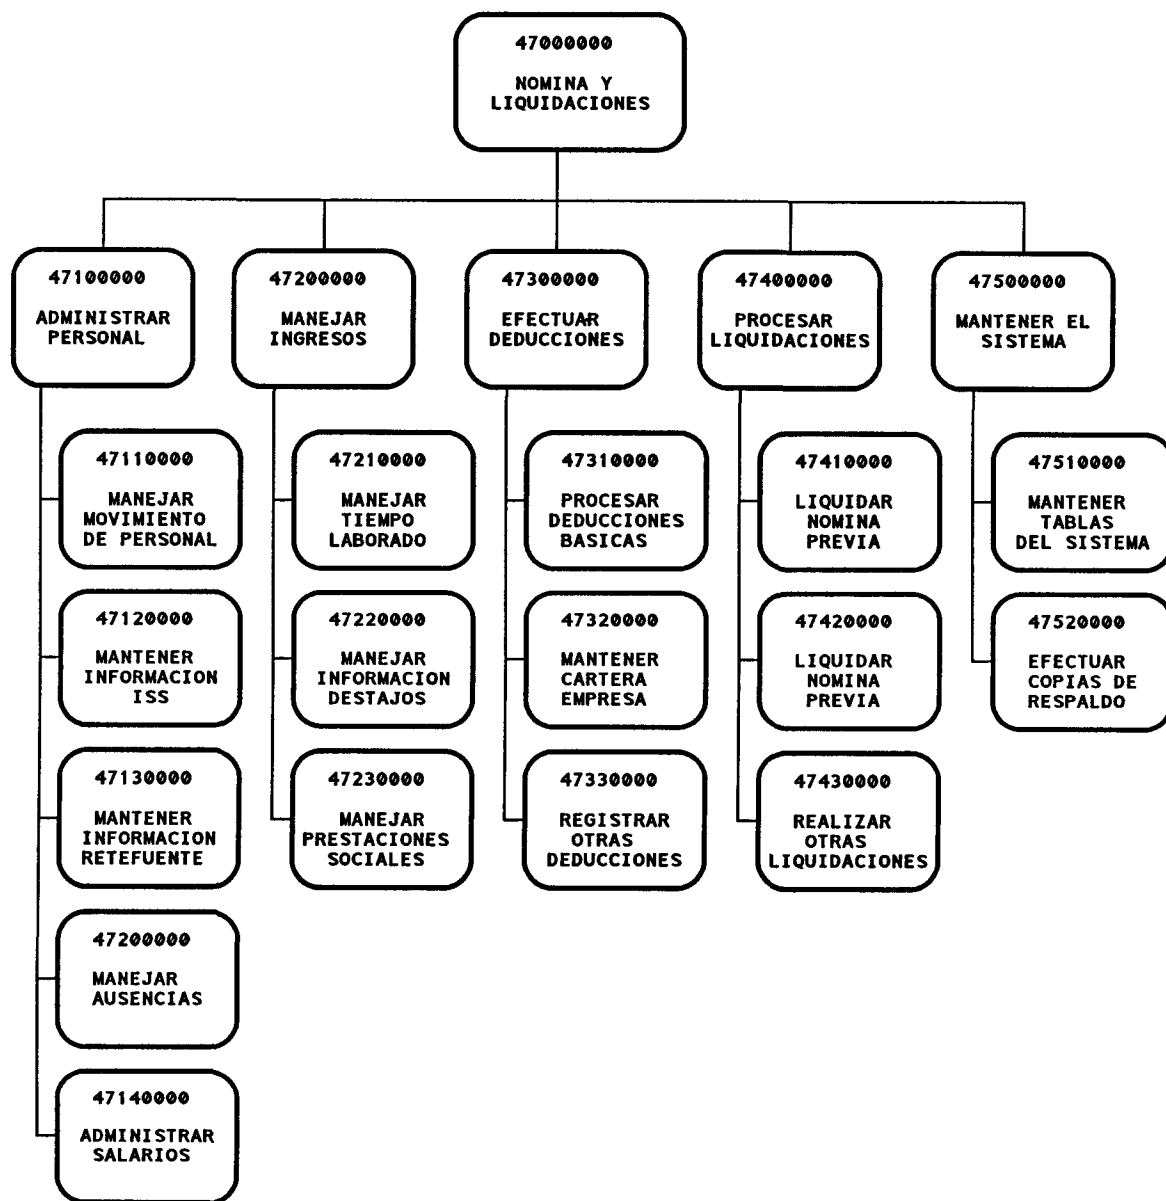 47000000
NOMINA Y
LIQUIDACIONES
47100000
ADMINISTRAR
PERSONAL
47200000
MANEJAR
INGRESOS
47300000
EFECTUAR
DEDUCCIONES
47400000
PROCESAR
LIQUIDACIONES
47500000
MANTENER EL
SISTEMA
47110000
MANEJAR
MOVIMIENTO
DE PERSONAL
47210000
MANEJAR
TIEMPO
LABORADO
47310000
PROCESAR
DEDUCCIONES
BASICAS
47410000
LIQUIDAR
NOMINA
PREVIA
47510000
MANTENER
TABLAS
DEL SISTEMA
47120000
MANTENER
INFORMACION
ISS
47220000
MANEJAR
INFORMACION
DESTAJOS
47320000
MANTENER
CARTERA
EMPRESA
47420000
LIQUIDAR
NOMINA
PREVIA
47520000
EFECTUAR
COPIAS DE
RESPALDO
47130000
MANTENER
INFORMACION
RETEFUENTE
47230000
MANEJAR
PRESTACIONES
SOCIALES
47330000
REGISTRAR
OTRAS
DEDUCCIONES
47430000
REALIZAR
OTRAS
LIQUIDACIONES
47200000
MANEJAR
AUSENCIAS
47140000
ADMINISTRAR
SALARIOS